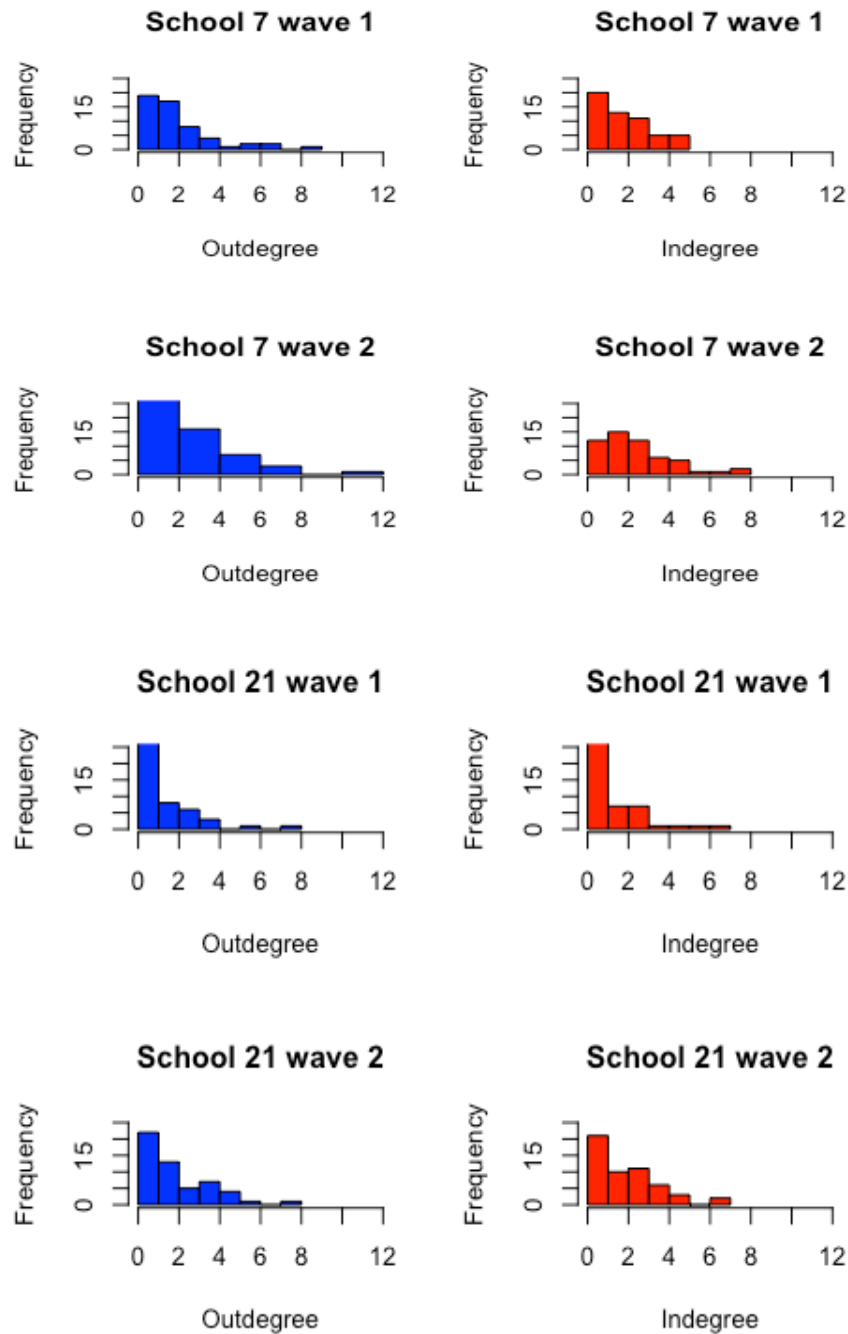 School 7 wave 1
Frequency
15
0
0 2 4 6 8 12
Outdegree
School 7 wave 1
Frequency
15
0
0 2 4 6 8 12
Indegree
School 7 wave 2
Frequency
15
0
0 2 4 6 8 12
Outdegree
School 7 wave 2
Frequency
15
0
0 2 4 6 8 12
Indegree
School 21 wave 1
Frequency
15
0
0 2 4 6 8 12
Outdegree
School 21 wave 1
Frequency
15
0
0 2 4 6 8 12
Indegree
School 21 wave 2
Frequency
15
0
0 2 4 6 8 12
Outdegree
School 21 wave 2
Frequency
15
0
0 2 4 6 8 12
Indegree